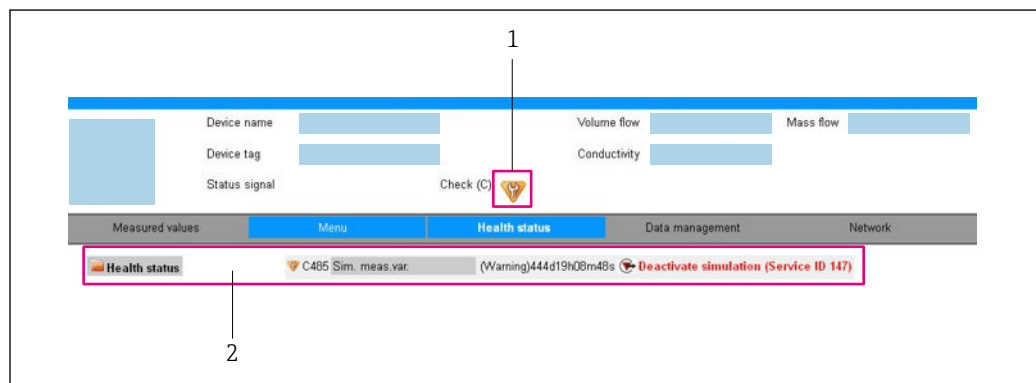 1
Device name
Volume flow
Mass flow
Device tag
Conductivity
Status signal
Check (C)
Measured values
Menu
Health status
Data management
Network
Health status
C485 Sim. meas.var.
(Warning)444d19h08m48s
Deactivate simulation (Service ID 147)
2